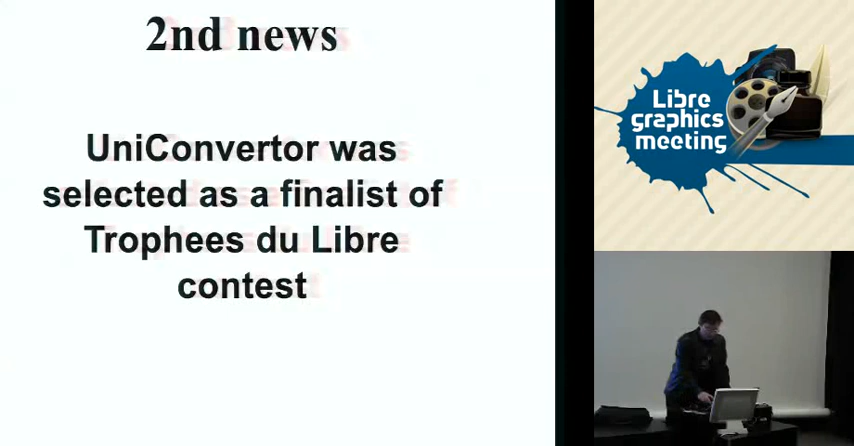 2nd news
UniConvertor was
selected as a finalist of
Trophees du Libre
contest
Libre
graphics
meeting